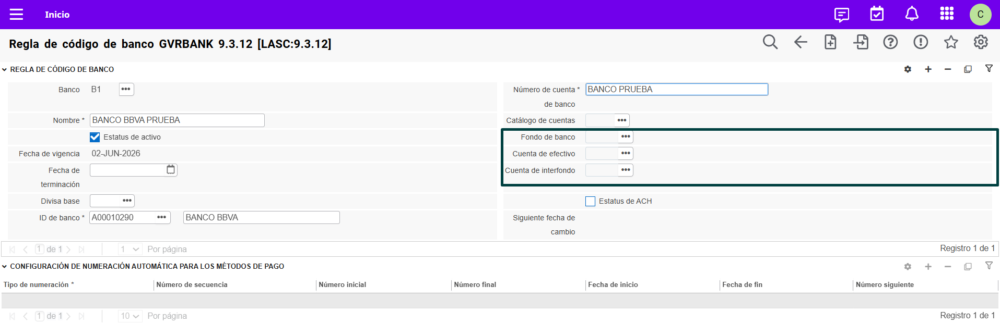 Inicio
C
Regla de código de banco GVRBANK 9.3.12 [LASC:9.3.12]
REGLA DE CÓDIGO DE BANCO
Banco B1 •••
Número de cuenta * BANCO PRUEBA
de banco
Nombre * BANCO BBVA PRUEBA
Catálogo de cuentas •••
Estatus de activo
Fondo de banco •••
Fecha de vigencia 02-JUN-2026
Cuenta de efectivo •••
Fecha de
terminación
Cuenta de interfondo •••
Divisa base •••
Estatus de ACH
ID de banco * A00010290 ••• BANCO BBVA
Siguiente fecha de
cambio
1 de 1 1 Por página Registro 1 de 1
CONFIGURACIÓN DE NUMERACIÓN AUTOMÁTICA PARA LOS MÉTODOS DE PAGO
Tipo de numeración * Número de secuencia Número inicial Número final Fecha de inicio Fecha de fin Número siguiente
1 de 1 10 Por página Registro 1 de 1